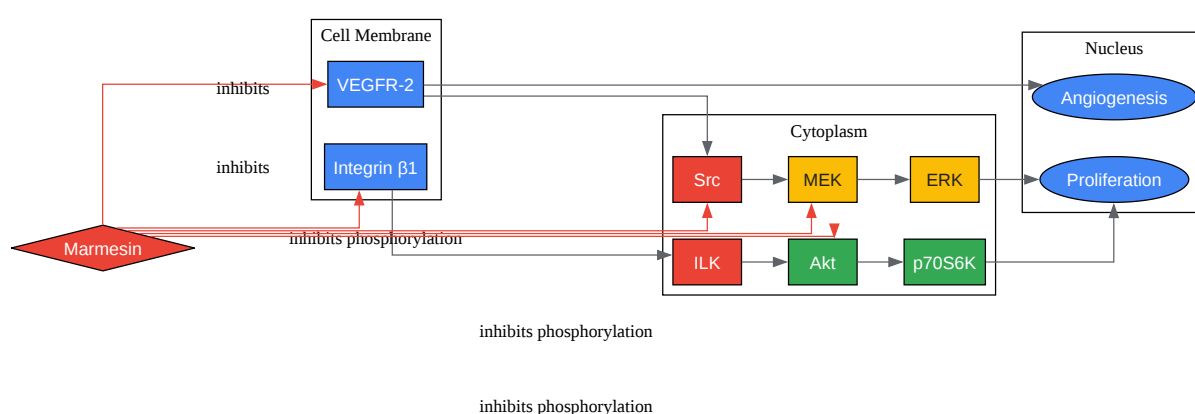 Cell Membrane
Nucleus
inhibits
VEGFR-2
Angiogenesis
Cytoplasm
inhibits
Integrin β1
Src
MEK
ERK
Proliferation
Marmesin
inhibits phosphorylation
ILK
Akt
p70S6K
inhibits phosphorylation
inhibits phosphorylation